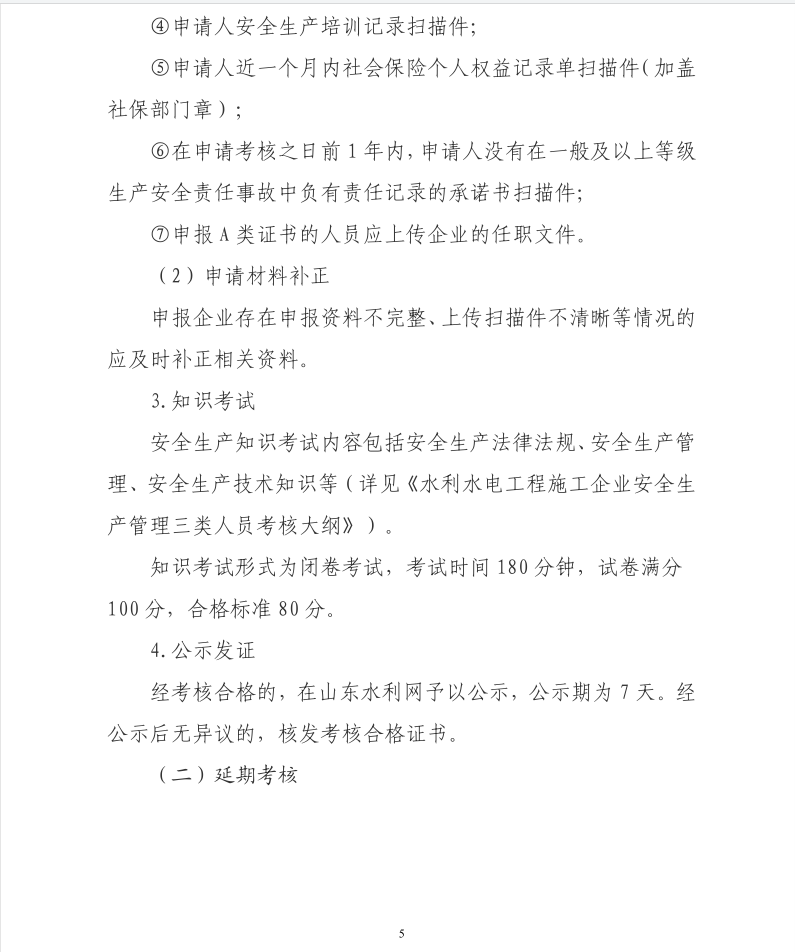 ④申请人安全生产培训记录扫描件；
⑤申请人近一个月内社会保险个人权益记录单扫描件(加盖
社保部门章)；
⑥在申请考核之日前1年内,申请人没有在一般及以上等级
生产安全责任事故中负有责任记录的承诺书扫描件;
⑦申报A类证书的人员应上传企业的任职文件。
(2)申请材料补正
申报企业存在申报资料不完整、上传扫描件不清晰等情况的
应及时补正相关资料。
3.知识考试
安全生产知识考试内容包括安全生产法律法规、安全生产管
理、安全生产技术知识等(详见《水利水电工程施工企业安全生
产管理三类人员考核大纲》)。
知识考试形式为闭卷考试，考试时间180分钟，试卷满分
100分，合格标准80分。
4.公示发证
经考核合格的，在山东水利网予以公示，公示期为7天。经
公示后无异议的，核发考核合格证书。
(二)延期考核
5